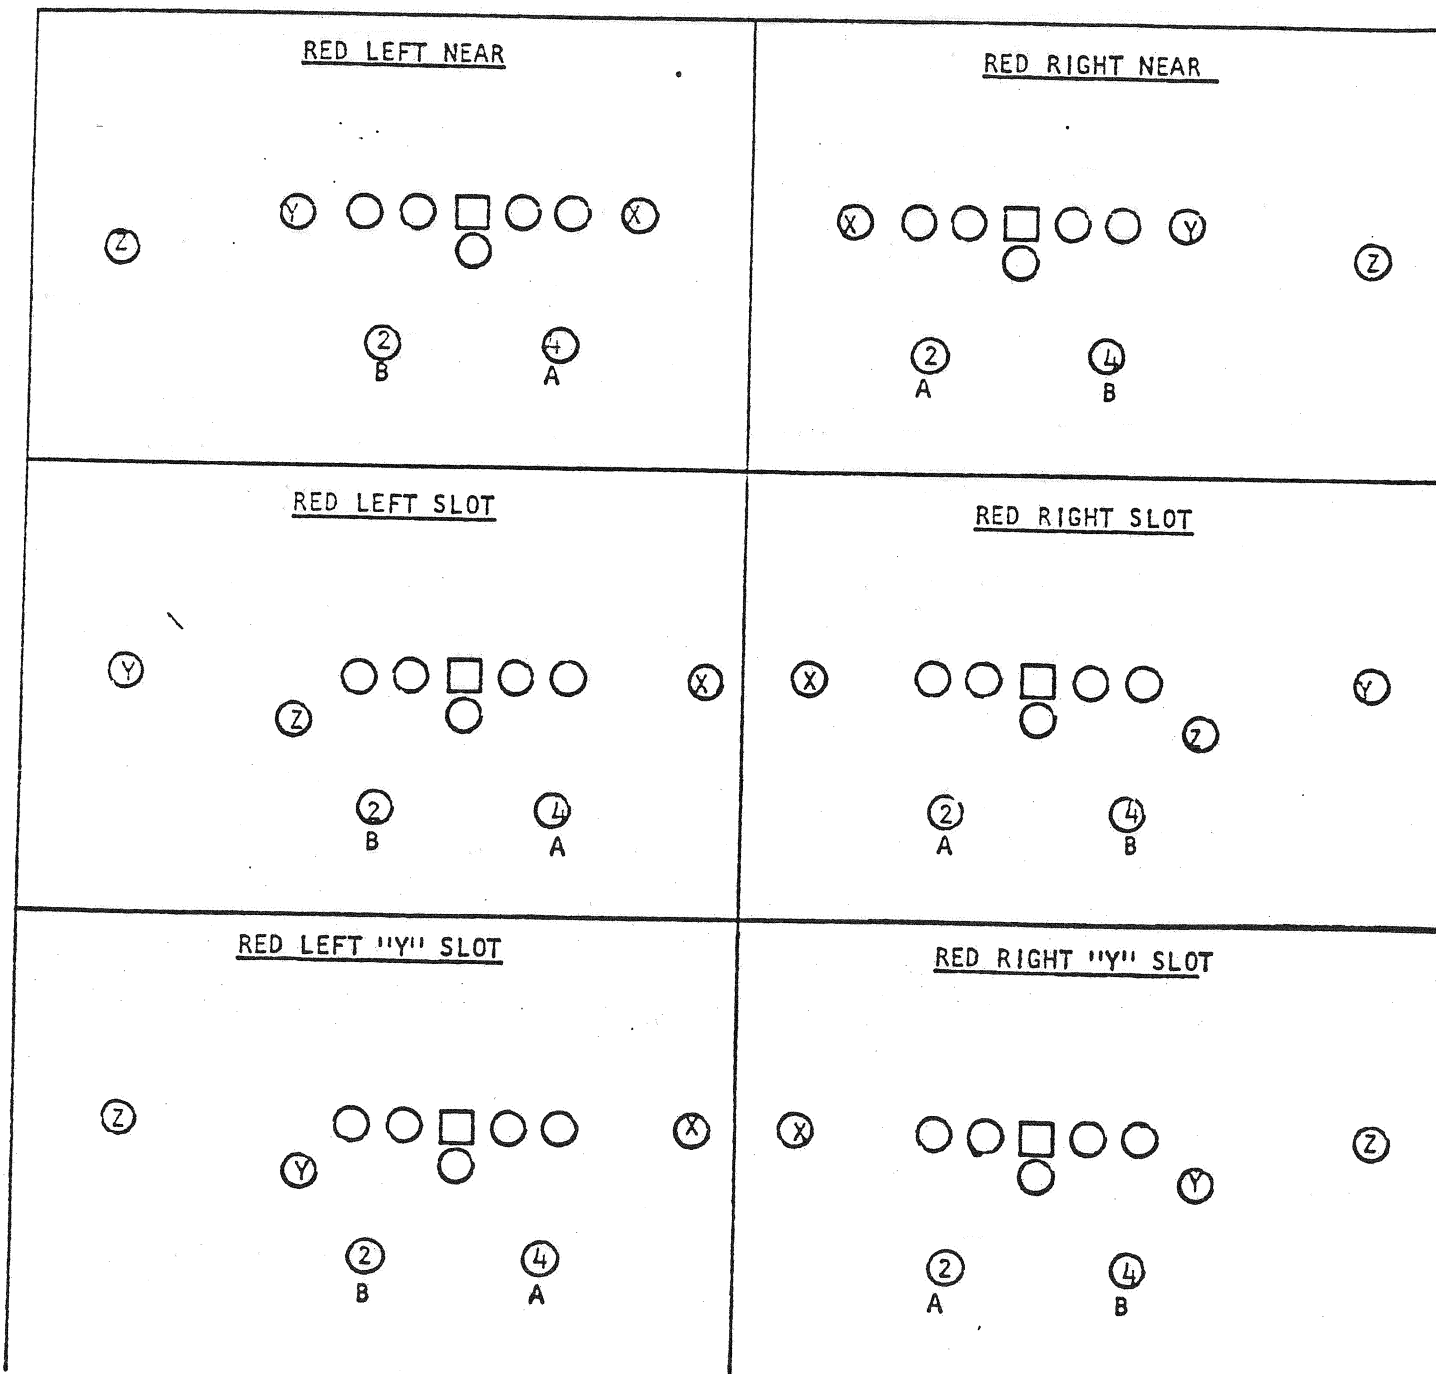 RED LEFT NEAR
Y X
Z
2 4
B A
RED RIGHT NEAR
X Y
Z
2 4
A B
RED LEFT SLOT
Y X
Z
2 4
B A
RED RIGHT SLOT
X Y
Z
2 4
A B
RED LEFT "Y" SLOT
Z X
Y
2 4
B A
RED RIGHT "Y" SLOT
X Z
Y
2 4
A B